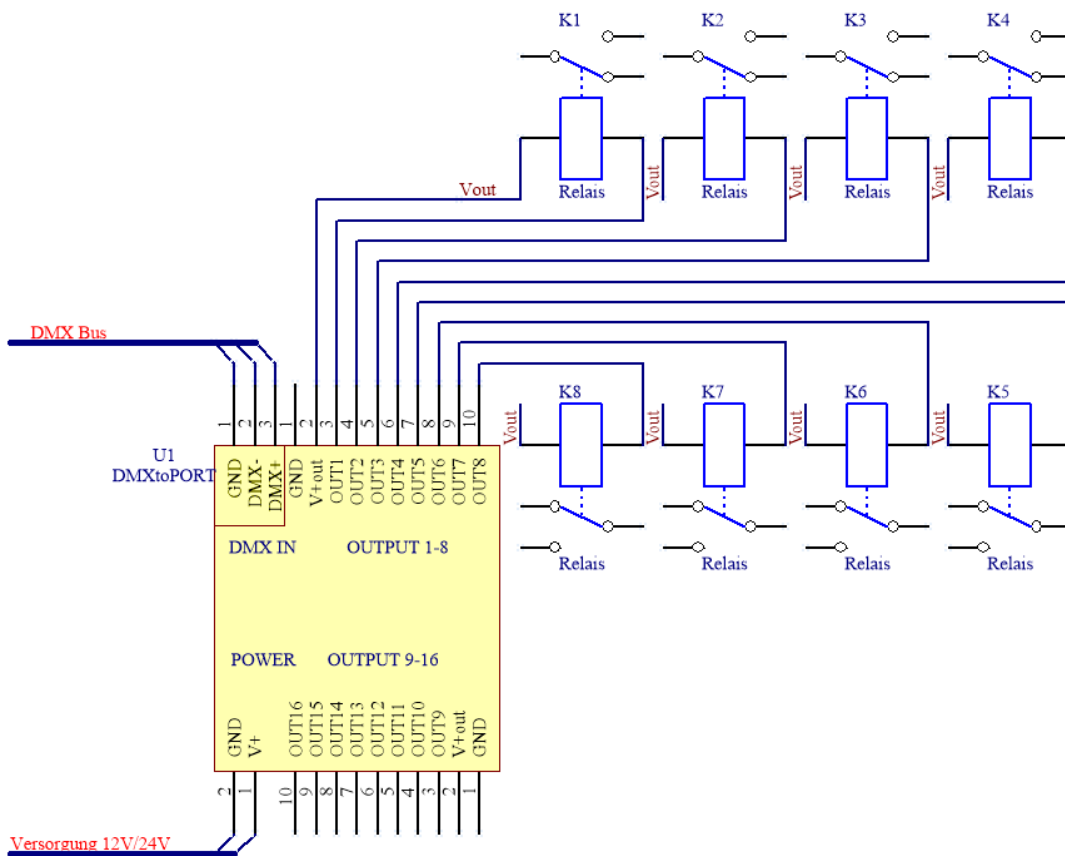 K1 K2 K3 K4
Relais Relais Relais Relais
Vout Vout Vout Vout
DMX Bus
K8 K7 K6 K5
Vout Vout Vout Vout
1 2 3 1 2 3 4 5 6 7 8 9 10
U1
DMXtoPORT
GND DMX- DMX+ GND V+out OUT1 OUT2 OUT3 OUT4 OUT5 OUT6 OUT7 OUT8
DMX IN OUTPUT 1-8
Relais Relais Relais Relais
POWER OUTPUT 9-16
GND V+ OUT16 OUT15 OUT14 OUT13 OUT12 OUT11 OUT10 OUT9 V+out GND
2 1 10 9 8 7 6 5 4 3 2 1
Versorgung 12V/24V